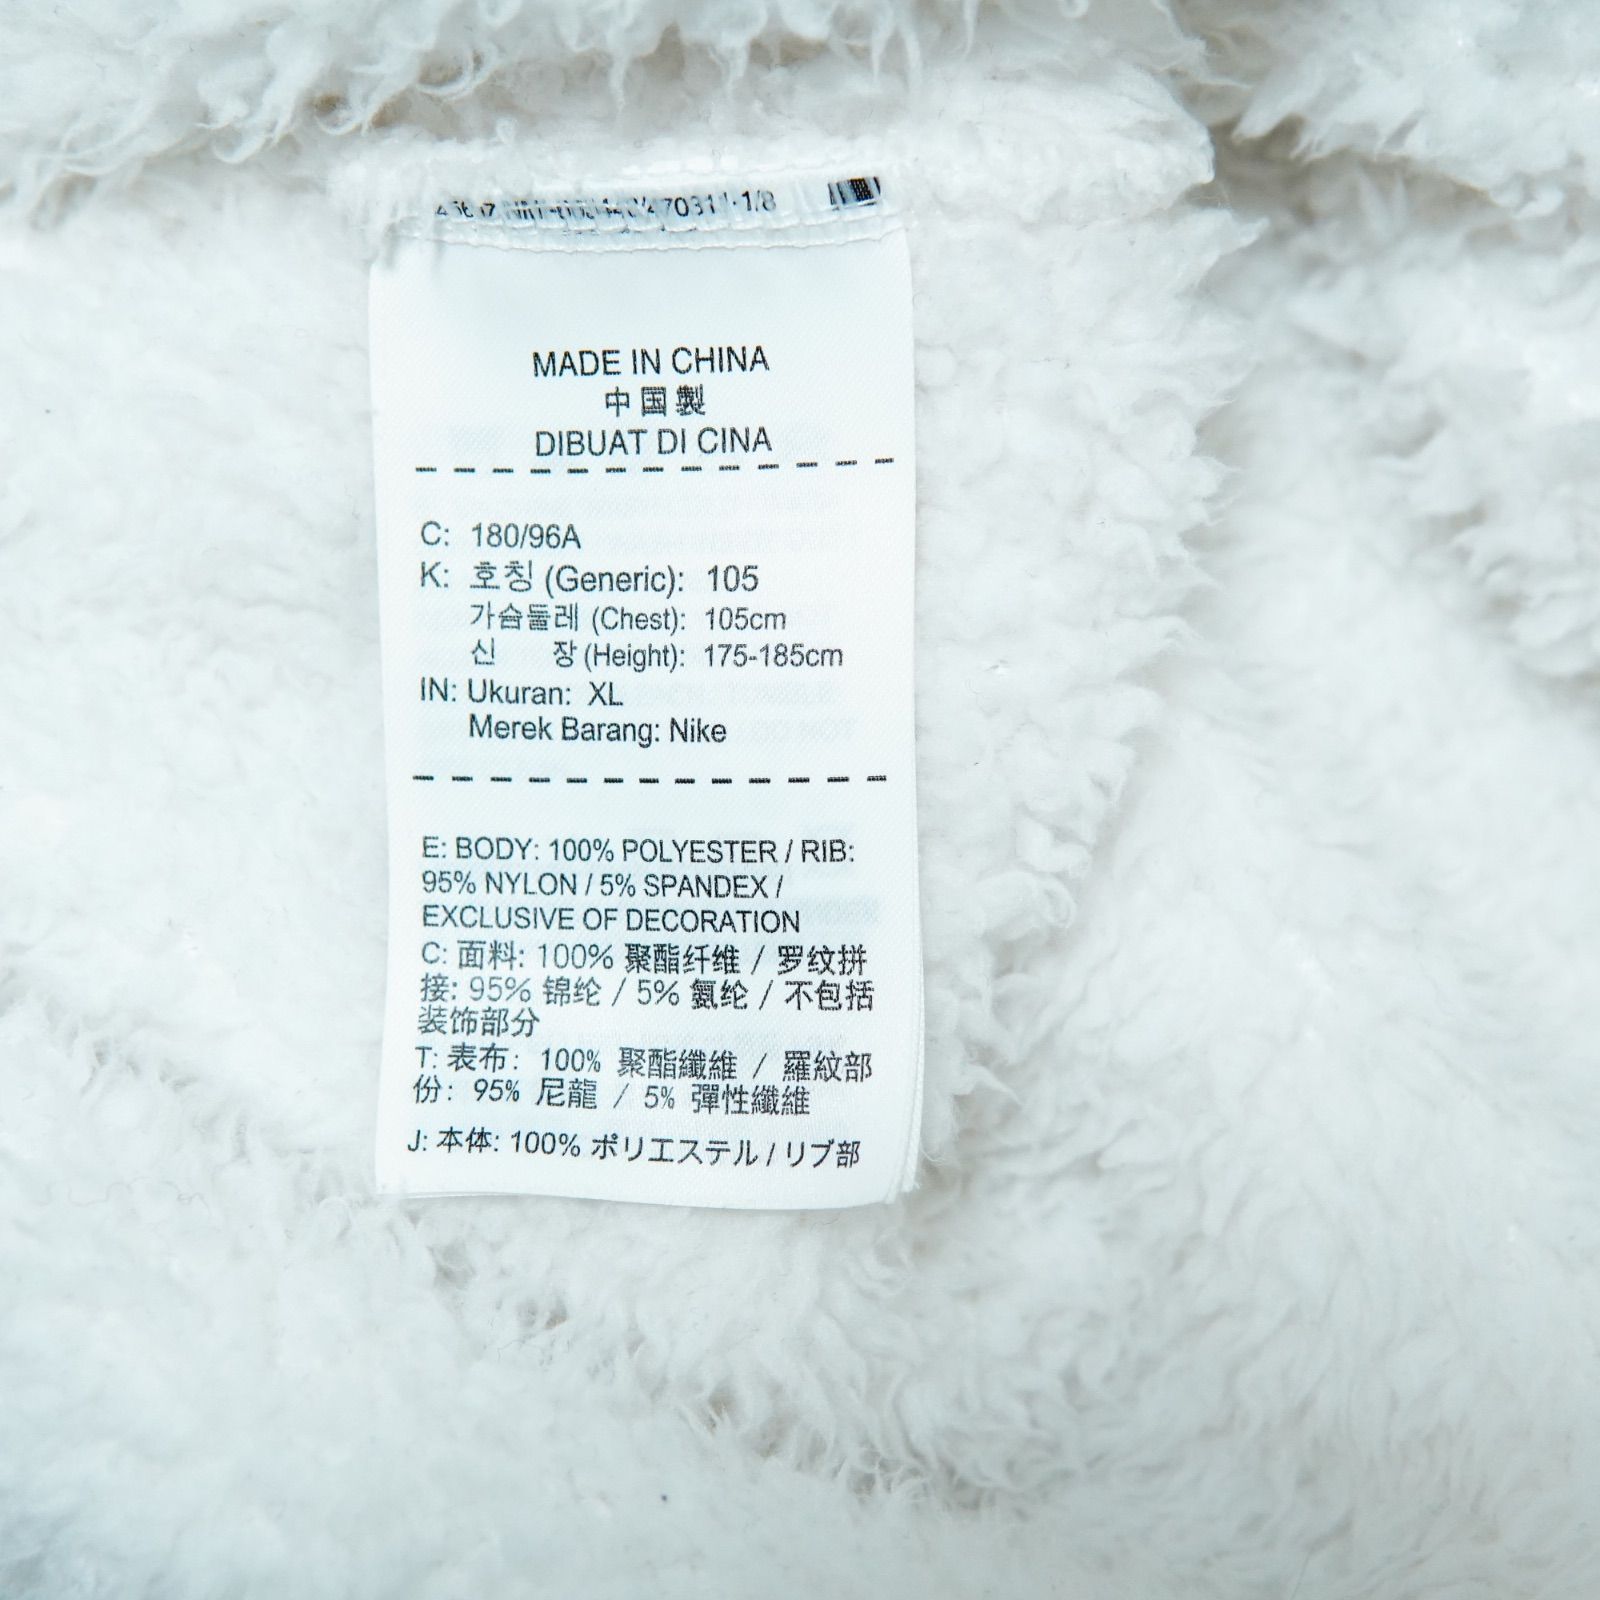 1/8
MADE IN CHINA
中国製
DIBUAT DI CINA
C: 180/96A
K: 호칭 (Generic): 105
가슴둘레 (Chest): 105cm
신 장 (Height): 175-185cm
IN: Ukuran: XL
Merek Barang: Nike
E: BODY: 100% POLYESTER / RIB:
95% NYLON / 5% SPANDEX /
EXCLUSIVE OF DECORATION
C: 面料: 100% 聚酯纤维 / 罗纹拼
接: 95% 锦纶 / 5% 氨纶 / 不包括
装饰部分
T: 表布: 100% 聚酯纖維 / 羅紋部
份: 95% 尼龍 / 5% 彈性纖維
J: 本体: 100% ポリエステル / リブ部